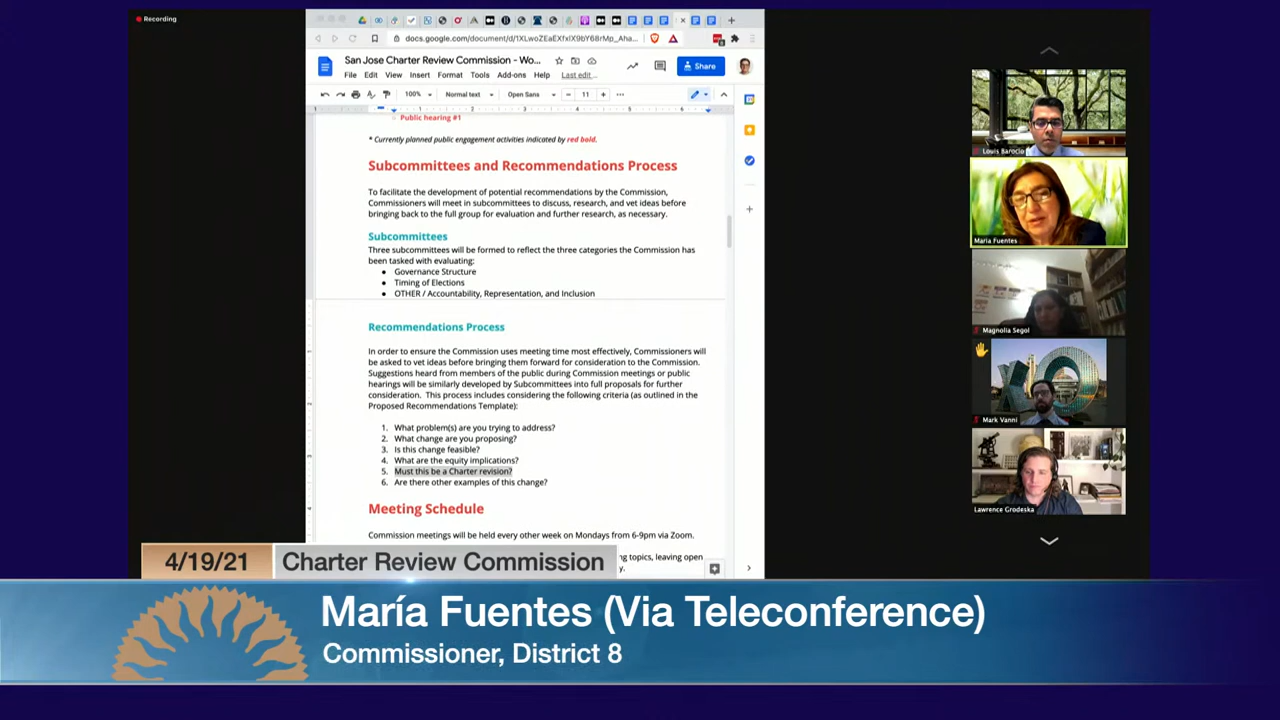 Recording
docs.google.com/document/d/1XLwoZEaEXfxlX9bY68rMp_Aha...
San Jose Charter Review Commission - Wo...
Share
File Edit View Insert Format Tools Add-ons Help Last edit...
100% Normal text Open Sans 11
Public hearing #1
* Currently planned public engagement activities indicated by red bold.
Subcommittees and Recommendations Process
To facilitate the development of potential recommendations by the Commission,
Commissioners will meet in subcommittees to discuss, research, and vet ideas before
bringing back to the full group for evaluation and further research, as necessary.
Subcommittees
Three subcommittees will be formed to reflect the three categories the Commission has
been tasked with evaluating:
● Governance Structure
● Timing of Elections
● OTHER / Accountability, Representation, and Inclusion
Recommendations Process
In order to ensure the Commission uses meeting time most effectively, Commissioners will
be asked to vet ideas before bringing them forward for consideration to the Commission.
Suggestions heard from members of the public during Commission meetings or public
hearings will be similarly developed by Subcommittees into full proposals for further
consideration. This process includes considering the following criteria (as outlined in the
Proposed Recommendations Template):
1. What problem(s) are you trying to address?
2. What change are you proposing?
3. Is this change feasible?
4. What are the equity implications?
5. Must this be a Charter revision?
6. Are there other examples of this change?
Meeting Schedule
Commission meetings will be held every other week on Mondays from 6-9pm via Zoom.
ng topics, leaving open
y.
Louis Barocio
Maria Fuentes
Magnolia Segol
Mark Vanni
Lawrence Grodeska
4/19/21 Charter Review Commission
María Fuentes (Via Teleconference)
Commissioner, District 8